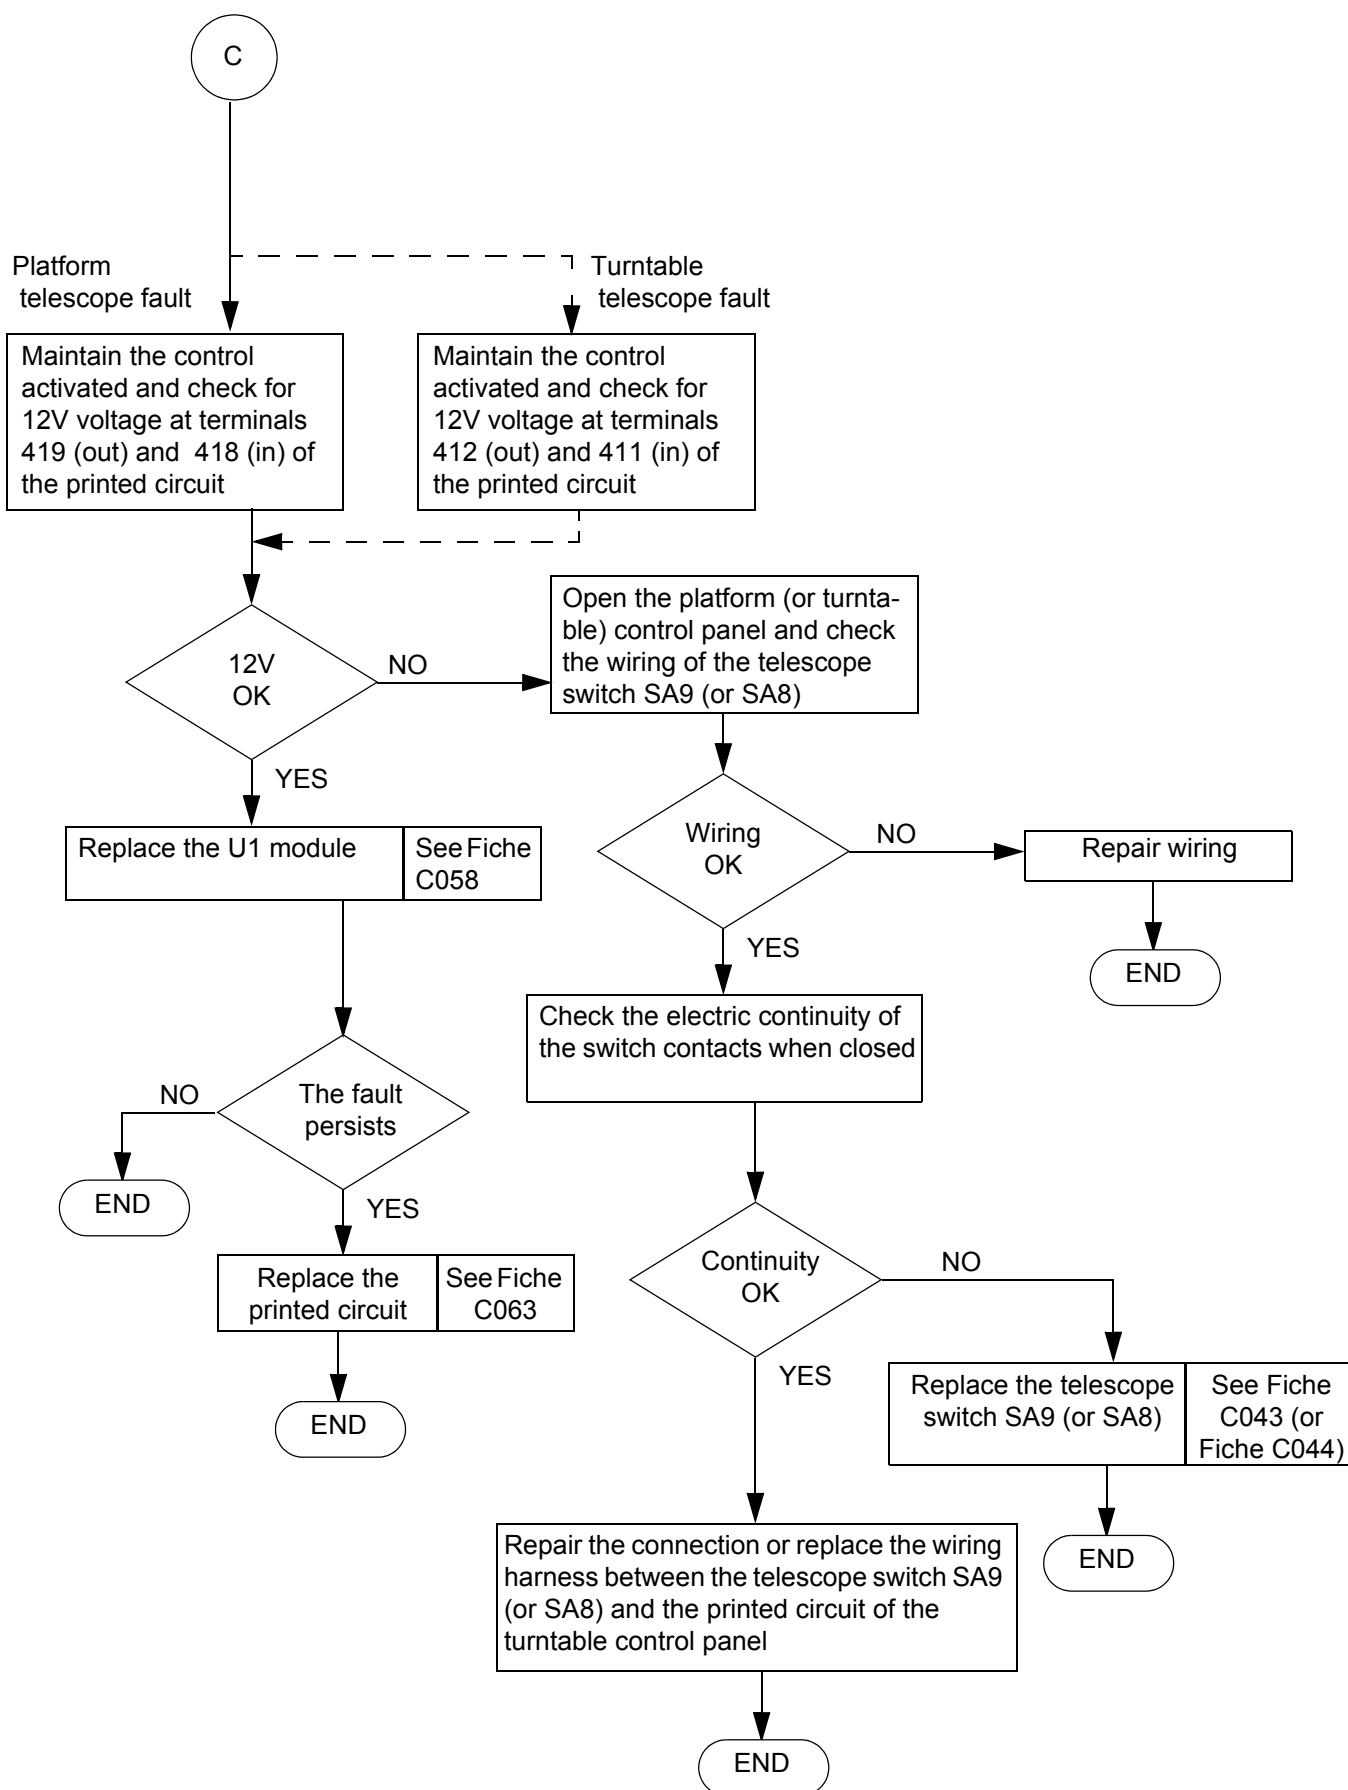 C
Platform
telescope fault
Turntable
telescope fault
Maintain the control
activated and check for
12V voltage at terminals
419 (out) and 418 (in) of
the printed circuit
Maintain the control
activated and check for
12V voltage at terminals
412 (out) and 411 (in) of
the printed circuit
12V
OK
NO
Open the platform (or turnta-
ble) control panel and check
the wiring of the telescope
switch SA9 (or SA8)
YES
Replace the U1 module
See Fiche
C058
Wiring
OK
NO
Repair wiring
END
YES
Check the electric continuity of
the switch contacts when closed
The fault
persists
NO
END
YES
Replace the
printed circuit
See Fiche
C063
END
Continuity
OK
NO
YES
Replace the telescope
switch SA9 (or SA8)
See Fiche
C043 (or
Fiche C044)
END
Repair the connection or replace the wiring
harness between the telescope switch SA9
(or SA8) and the printed circuit of the
turntable control panel
END